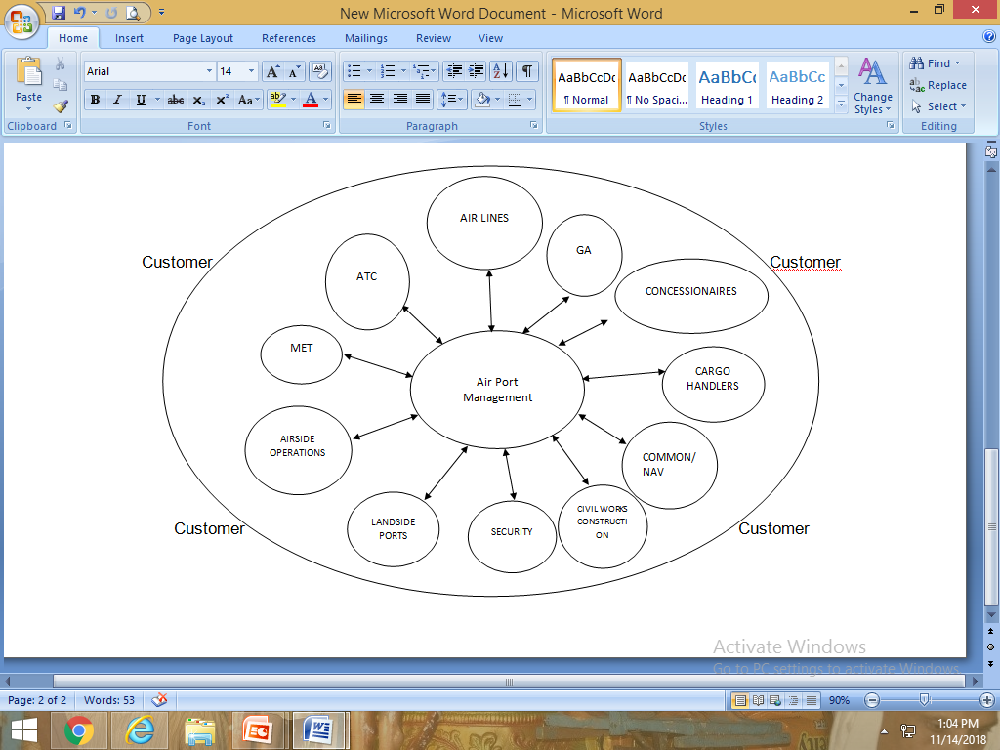 New Microsoft Word Document - Microsoft Word
Home Insert Page Layout References Mailings Review View
Paste
Clipboard
Arial 14
B I U abc X₂ X² Aa
Font
Paragraph
AaBbCcDc AaBbCcDc AaBbC AaBbCc
¶ Normal ¶ No Spaci... Heading 1 Heading 2
Change
Styles
Styles
Find
Replace
Select
Editing
AIR LINES
GA
Customer
Customer
ATC
CONCESSIONAIRES
MET
CARGO
HANDLERS
Air Port
Management
AIRSIDE
OPERATIONS
COMMON/
NAV
CIVIL WORKS
CONSTRUCTI
ON
LANDSIDE
PORTS
SECURITY
Customer
Customer
Activate Windows
Go to PC settings to activate Windows.
Page: 2 of 2 Words: 53
90%
1:04 PM
11/14/2018